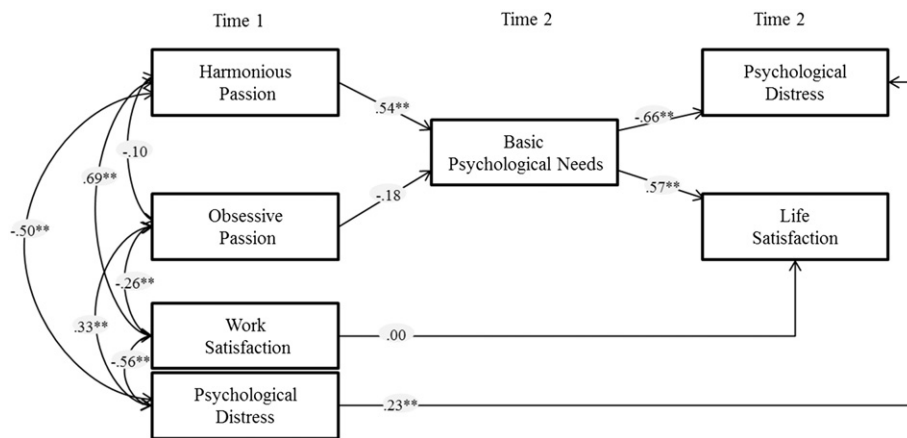 Time 1
Time 2
Time 2
Harmonious
Passion
Psychological
Distress
.54**
-.66**
Basic
Psychological Needs
-.10
.69**
-.18
.57**
Obsessive
Passion
Life
Satisfaction
-.50**
-.26**
.33**
Work
Satisfaction
.00
-.56**
Psychological
Distress
.23**